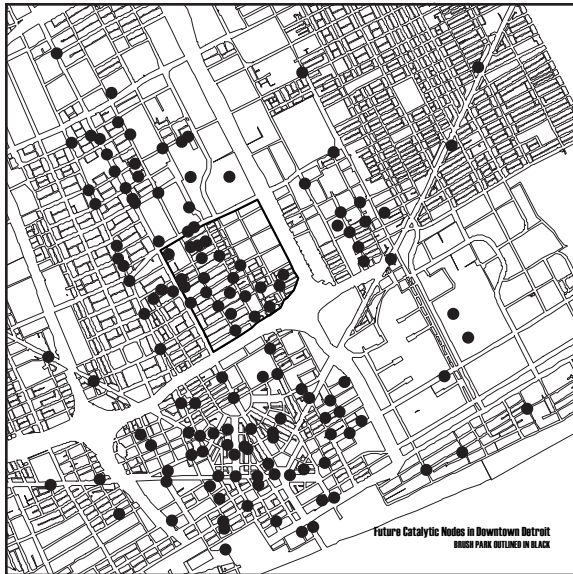 Future Catalytic Nodes in Downtown Detroit
BRUSH PARK OUTLINED IN BLACK